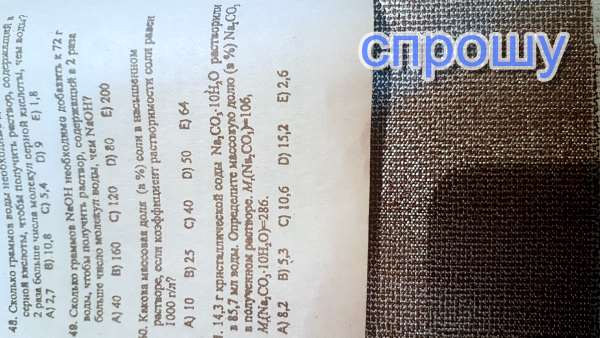 48. Сколько граммов воды
серной кислоты, чтобы получить раствор, содержащий в
2 раза больше числа молекул серной кислоты, чем воды?
A) 2,7 B) 10,8 C) 5,4 D) 9 E) 1,8
49. Сколько граммов NaOH необходимо добавить к 72 г
воды, чтобы получить раствор, содержащий в 2 раза
больше число молекул воды, чем NaOH?
A) 40 B) 160 C) 120 D) 80 E) 200
50. Какова массовая доля (в %) соли в насыщенном
растворе, если коэффициент растворимости соли равен
1000 г/л?
A) 10 B) 25 C) 40 D) 50 E) 64
1. 14,3 г кристаллической соды Na₂CO₃·10H₂O растворили
в 85,7 мл воды. Определите массовую долю (в %) Na₂CO₃
в полученном растворе. Mᵣ(Na₂CO₃)=106,
Mᵣ(Na₂CO₃·10H₂O)=286.
A) 8,2 B) 5,3 C) 10,6 D) 15,2 E) 2,6
спрошу